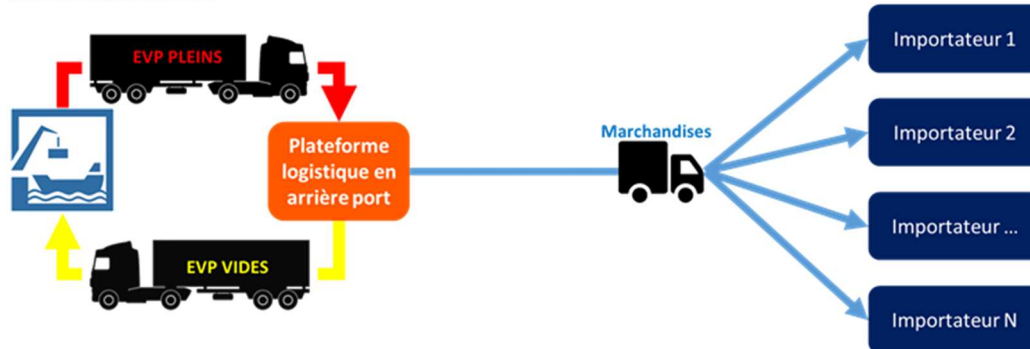 EVP PLEINS
Plateforme
logistique en
arrière port
EVP VIDES
Marchandises
Importateur 1
Importateur 2
Importateur ...
Importateur N